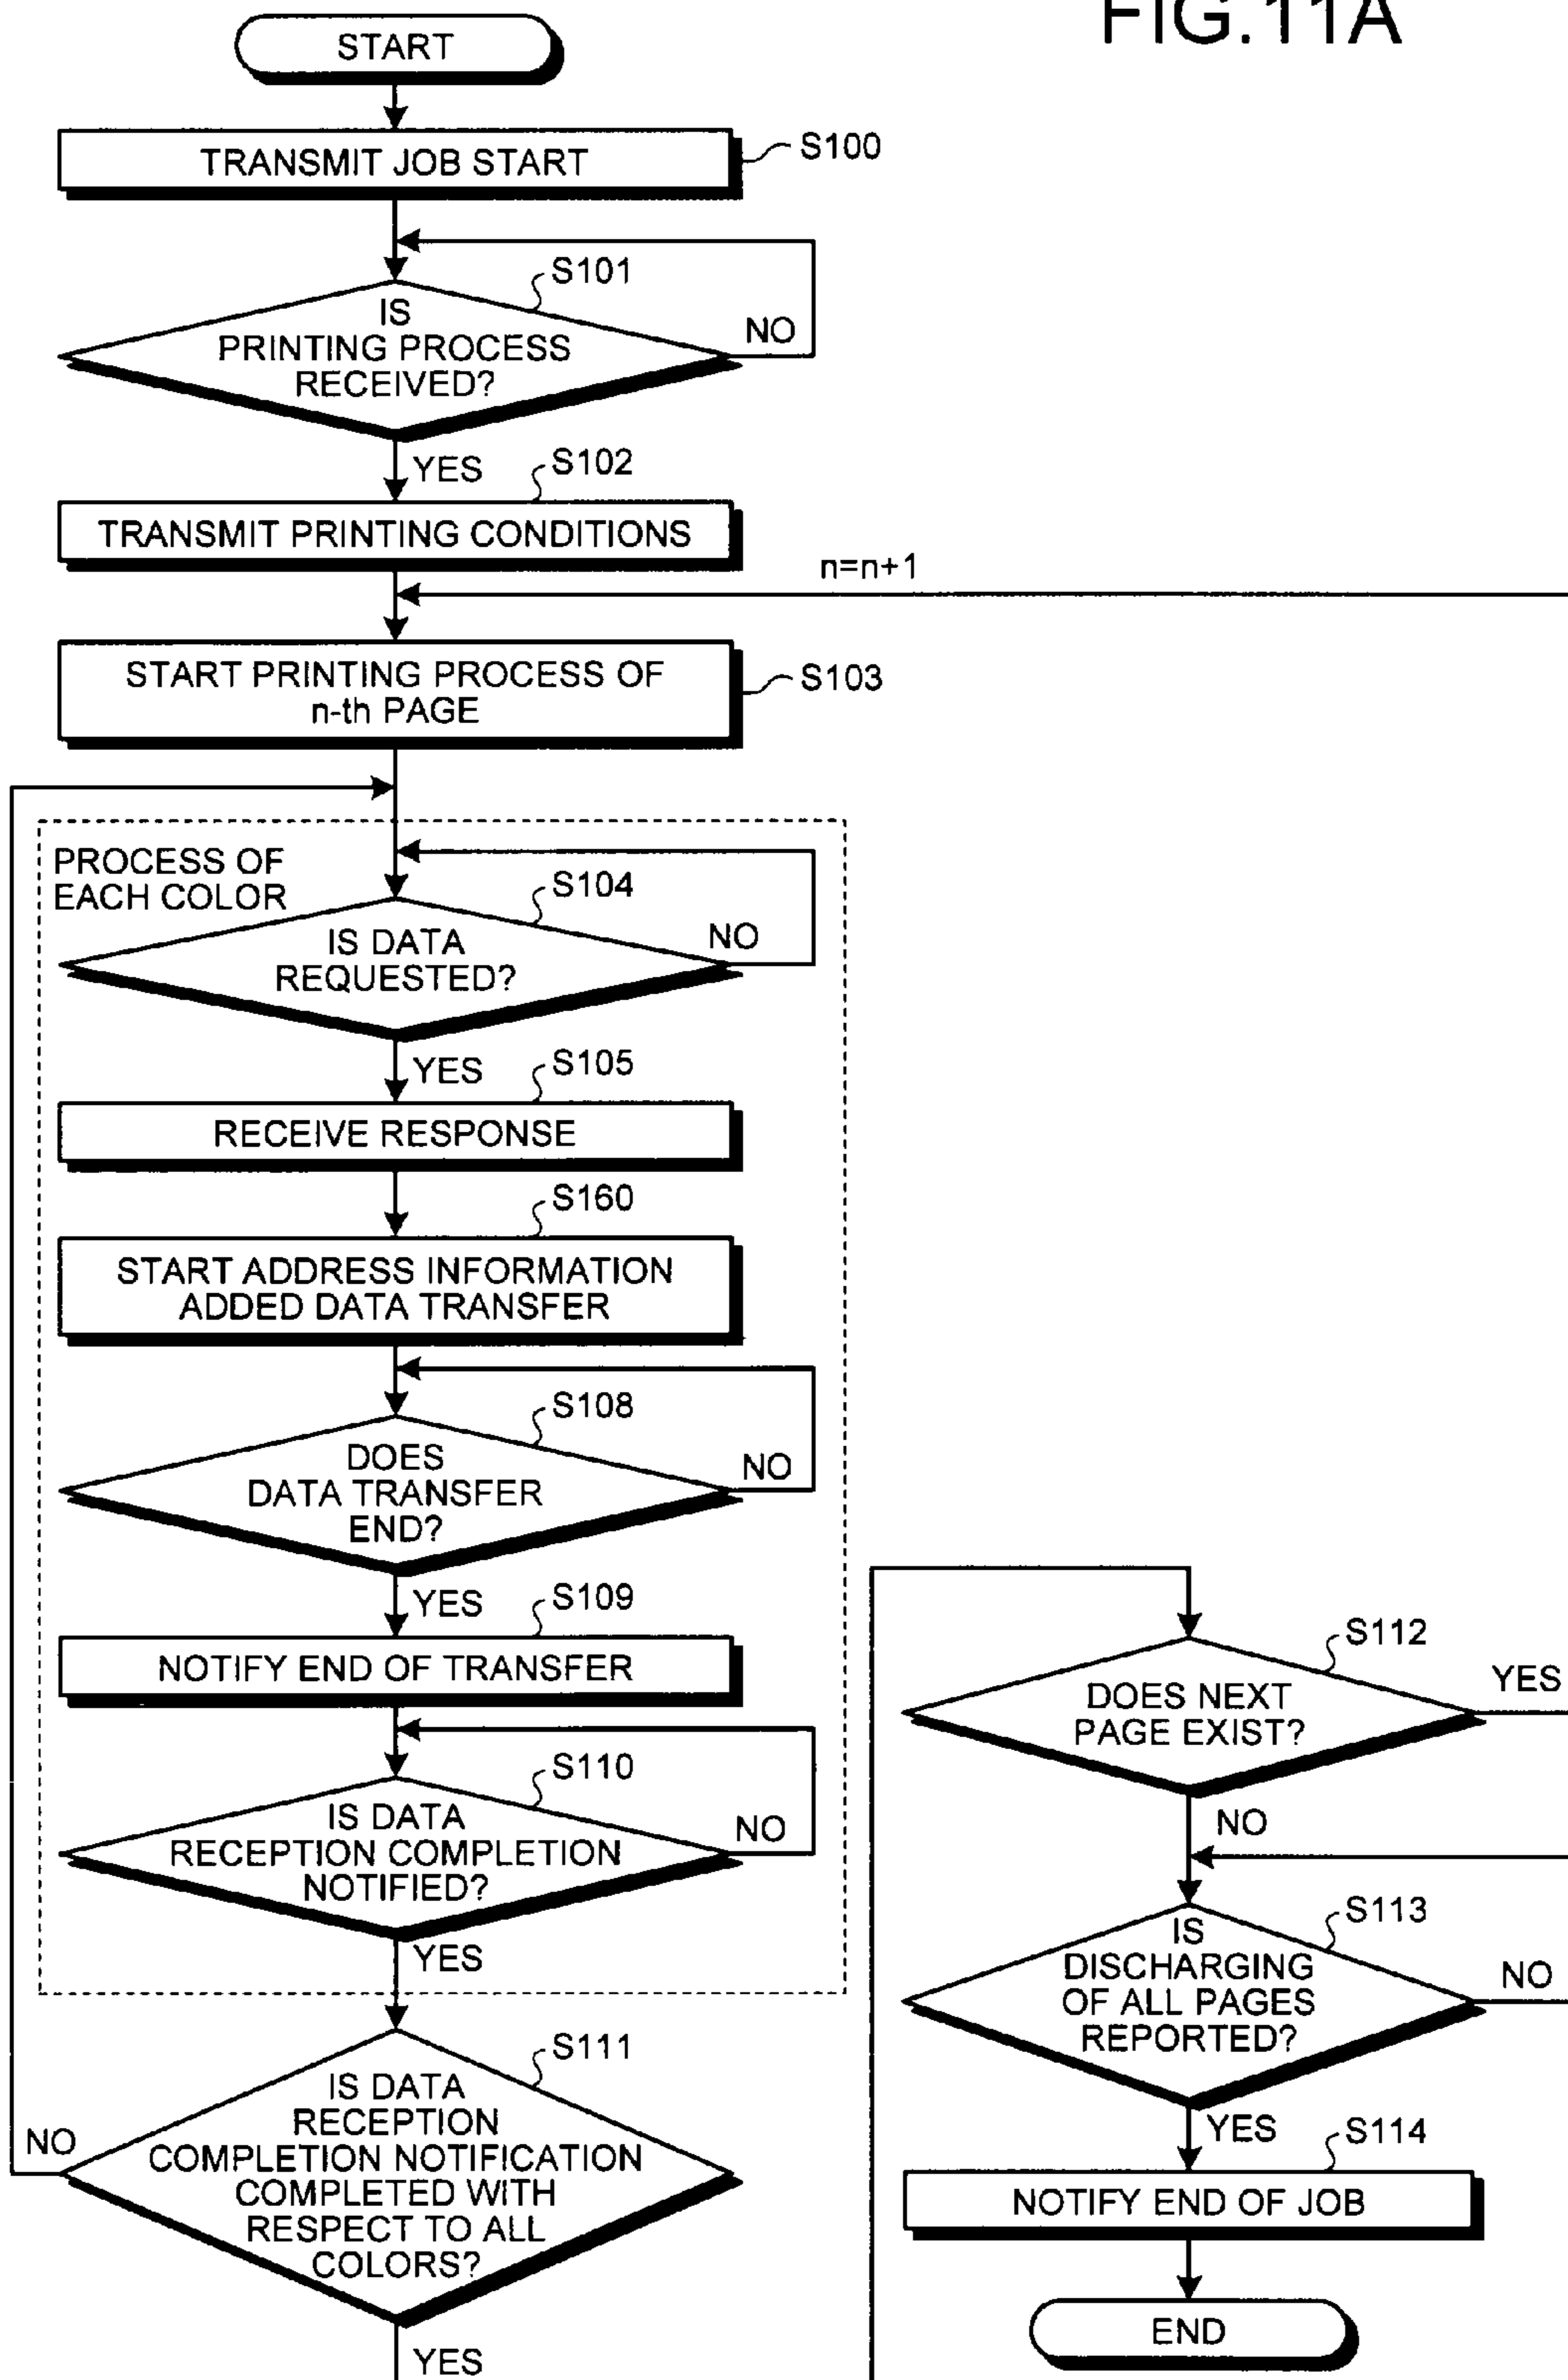 FIG.11A
START
TRANSMIT JOB START
S100
S101
IS
PRINTING PROCESS
RECEIVED?
NO
YES
S102
TRANSMIT PRINTING CONDITIONS
n=n+1
START PRINTING PROCESS OF
n-th PAGE
S103
PROCESS OF
EACH COLOR
S104
IS DATA
REQUESTED?
NO
YES
S105
RECEIVE RESPONSE
S160
START ADDRESS INFORMATION
ADDED DATA TRANSFER
S108
DOES
DATA TRANSFER
END?
NO
YES
S109
NOTIFY END OF TRANSFER
S110
IS DATA
RECEPTION COMPLETION
NOTIFIED?
NO
YES
S111
IS DATA
RECEPTION
COMPLETION NOTIFICATION
COMPLETED WITH
RESPECT TO ALL
COLORS?
NO
YES
S112
DOES NEXT
PAGE EXIST?
YES
NO
S113
IS
DISCHARGING
OF ALL PAGES
REPORTED?
NO
YES
S114
NOTIFY END OF JOB
END